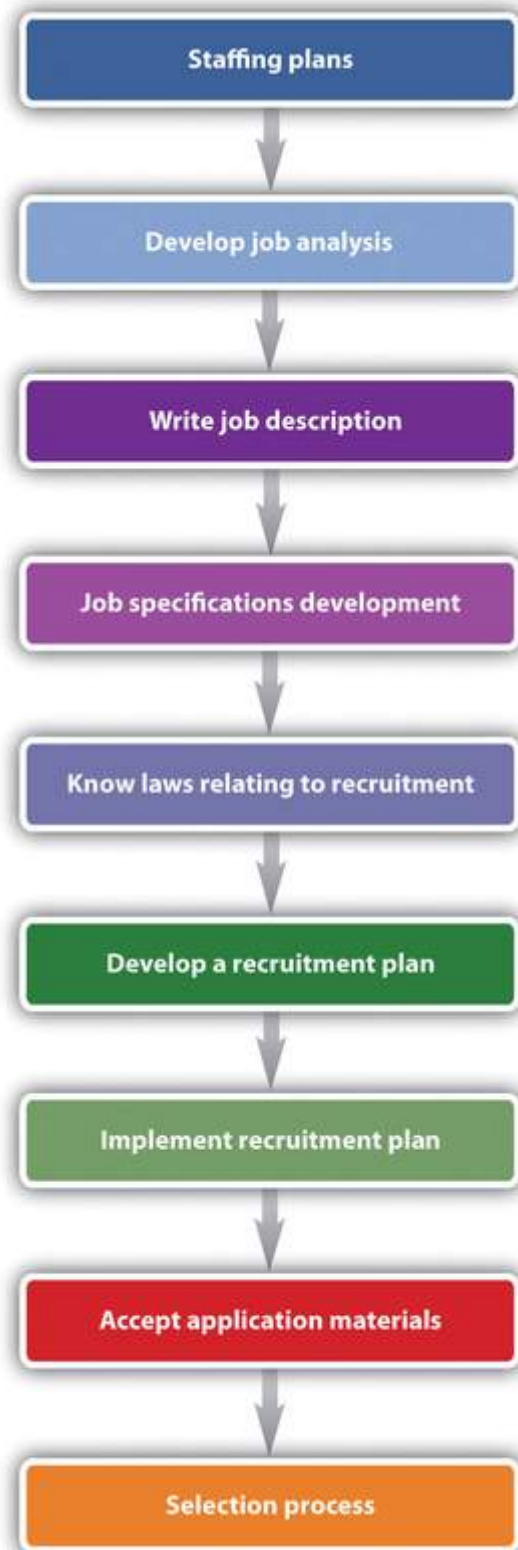 Staffing plans
Develop job analysis
Write job description
Job specifications development
Know laws relating to recruitment
Develop a recruitment plan
Implement recruitment plan
Accept application materials
Selection process